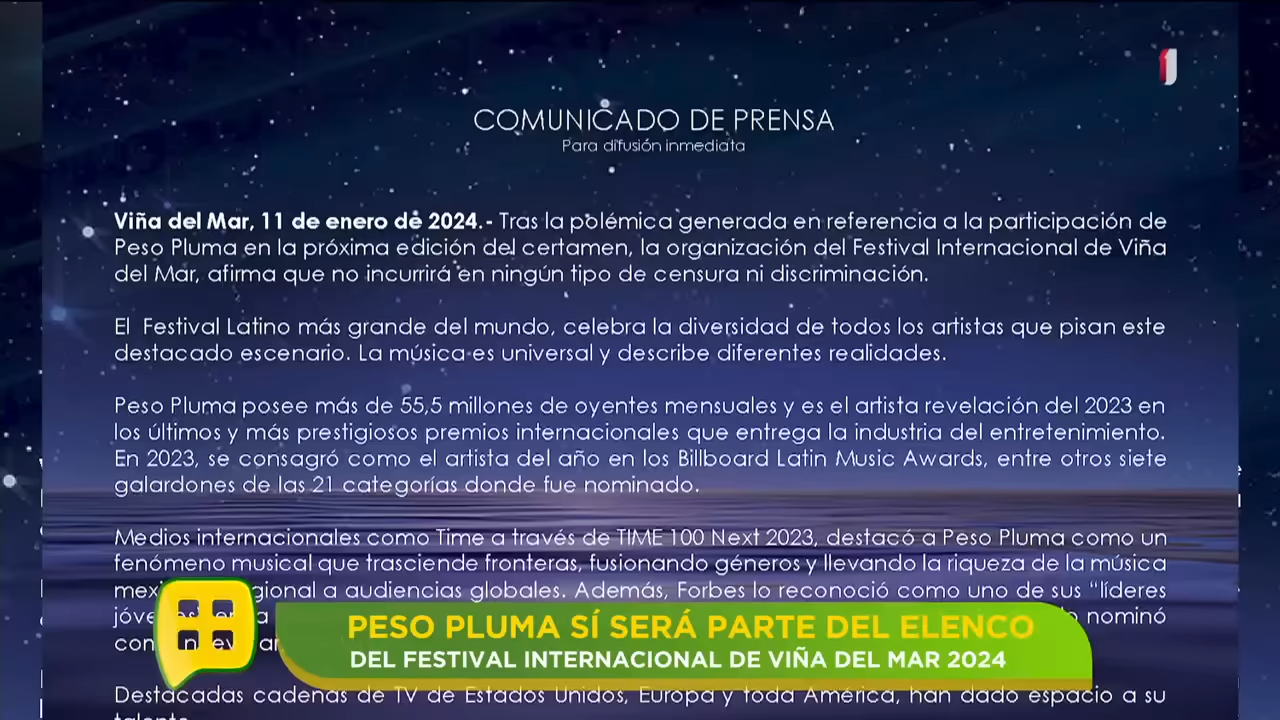 COMUNICADO DE PRENSA
Para difusión inmediata
Viña del Mar, 11 de enero de 2024.- Tras la polémica generada en referencia a la participación de
Peso Pluma en la próxima edición del certamen, la organización del Festival Internacional de Viña
del Mar, afirma que no incurrirá en ningún tipo de censura ni discriminación.
El Festival Latino más grande del mundo, celebra la diversidad de todos los artistas que pisan este
destacado escenario. La música es universal y describe diferentes realidades.
Peso Pluma posee más de 55,5 millones de oyentes mensuales y es el artista revelación del 2023 en
los últimos y más prestigiosos premios internacionales que entrega la industria del entretenimiento.
En 2023, se consagró como el artista del año en los Billboard Latin Music Awards, entre otros siete
galardones de las 21 categorías donde fue nominado.
Medios internacionales como Time a través de TIME 100 Next 2023, destacó a Peso Pluma como un
fenómeno musical que trasciende fronteras, fusionando géneros y llevando la riqueza de la música
a audiencias globales. Además, Forbes lo reconoció como uno de sus "líderes
nominó
PESO PLUMA SÍ SERÁ PARTE DEL ELENCO
DEL FESTIVAL INTERNACIONAL DE VIÑA DEL MAR 2024
Destacadas cadenas de TV de Estados Unidos, Europa y toda América, han dado espacio a su